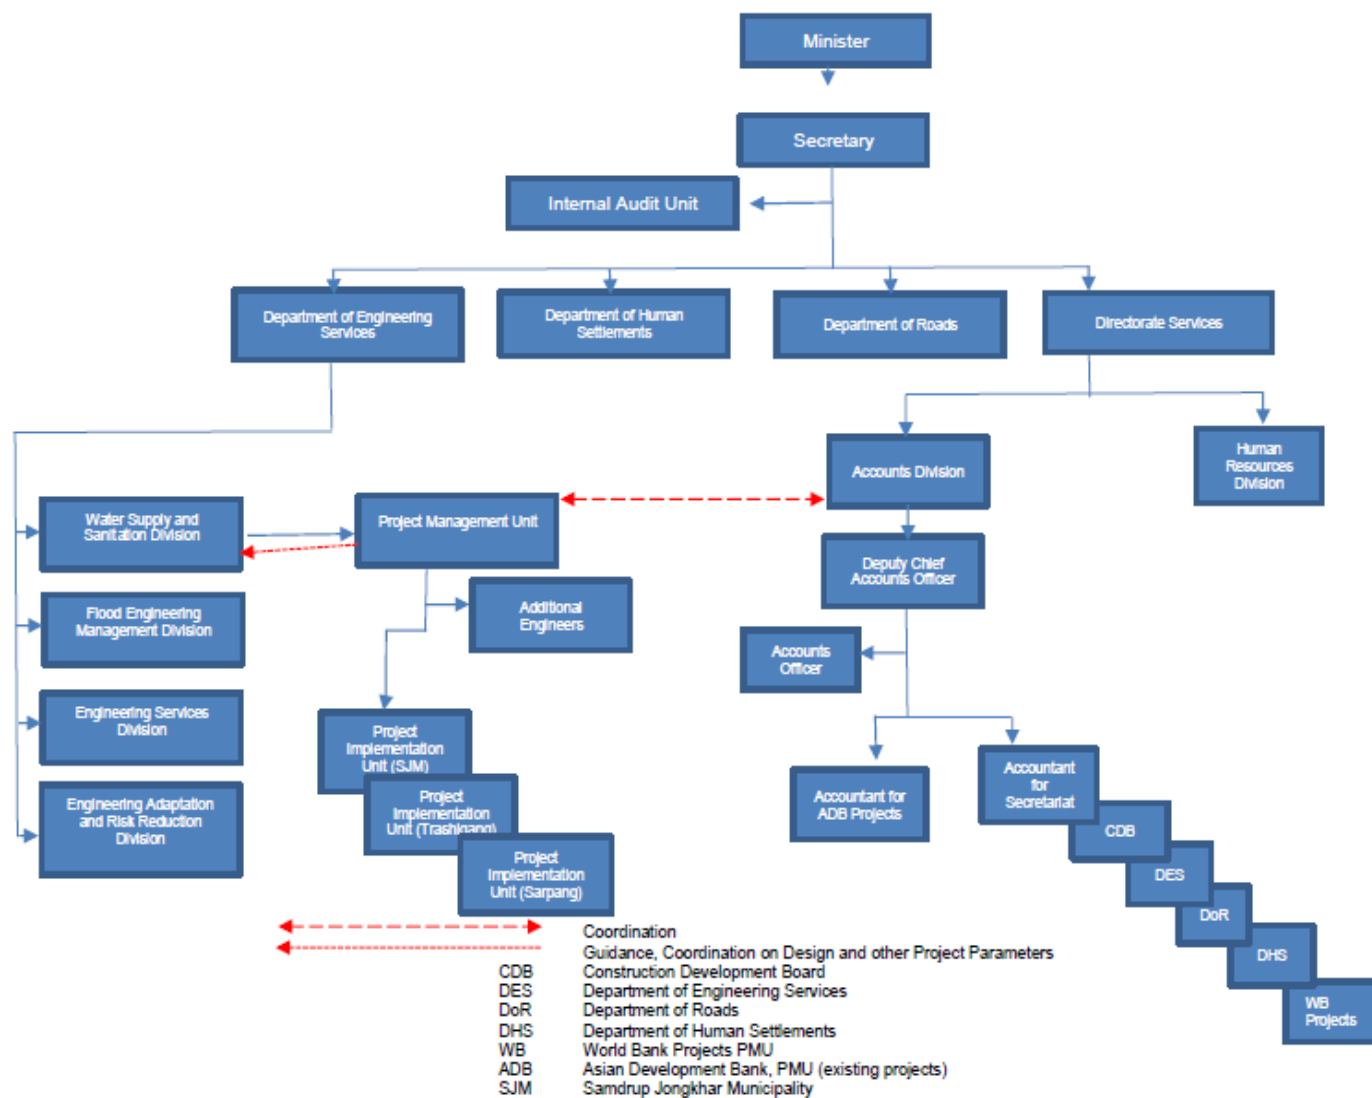 Minister
Secretary
Internal Audit Unit
Department of Engineering
Services
Department of Human
Settlements
Department of Roads
Directorate Services
Accounts Division
Human
Resources
Division
Water Supply and
Sanitation Division
Project Management Unit
Deputy Chief
Accounts Officer
Flood Engineering
Management Division
Additional
Engineers
Accounts
Officer
Engineering Services
Division
Project
Implementation
Unit (SJM)
Accountant
for
Secretariat
Engineering Adaptation
and Risk Reduction
Division
Project
Implementation
Unit (Trashigang)
Accountant for
ADB Projects
CDB
Project
Implementation
Unit (Sarpang)
DES
DoR
DHS
WB
Projects
Coordination
Guidance, Coordination on Design and other Project Parameters
CDB Construction Development Board
DES Department of Engineering Services
DoR Department of Roads
DHS Department of Human Settlements
WB World Bank Projects PMU
ADB Asian Development Bank, PMU (existing projects)
SJM Samdrup Jongkhar Municipality